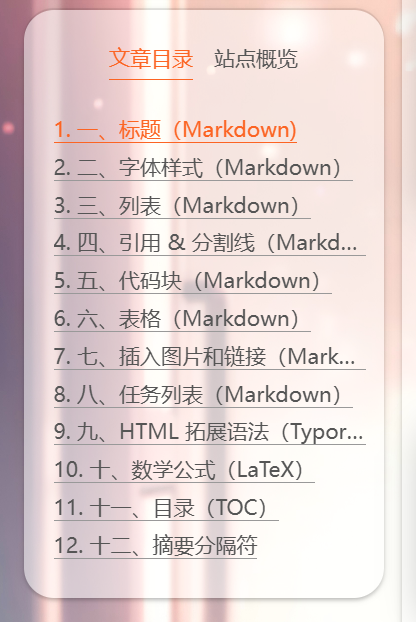 文章目录 站点概览
1. 一、标题（Markdown)
2. 二、字体样式（Markdown）
3. 三、列表（Markdown）
4. 四、引用 & 分割线（Markd...
5. 五、代码块（Markdown）
6. 六、表格（Markdown）
7. 七、插入图片和链接（Mark...
8. 八、任务列表（Markdown）
9. 九、HTML 拓展语法（Typor...
10. 十、数学公式（LaTeX）
11. 十一、目录（TOC）
12. 十二、摘要分隔符